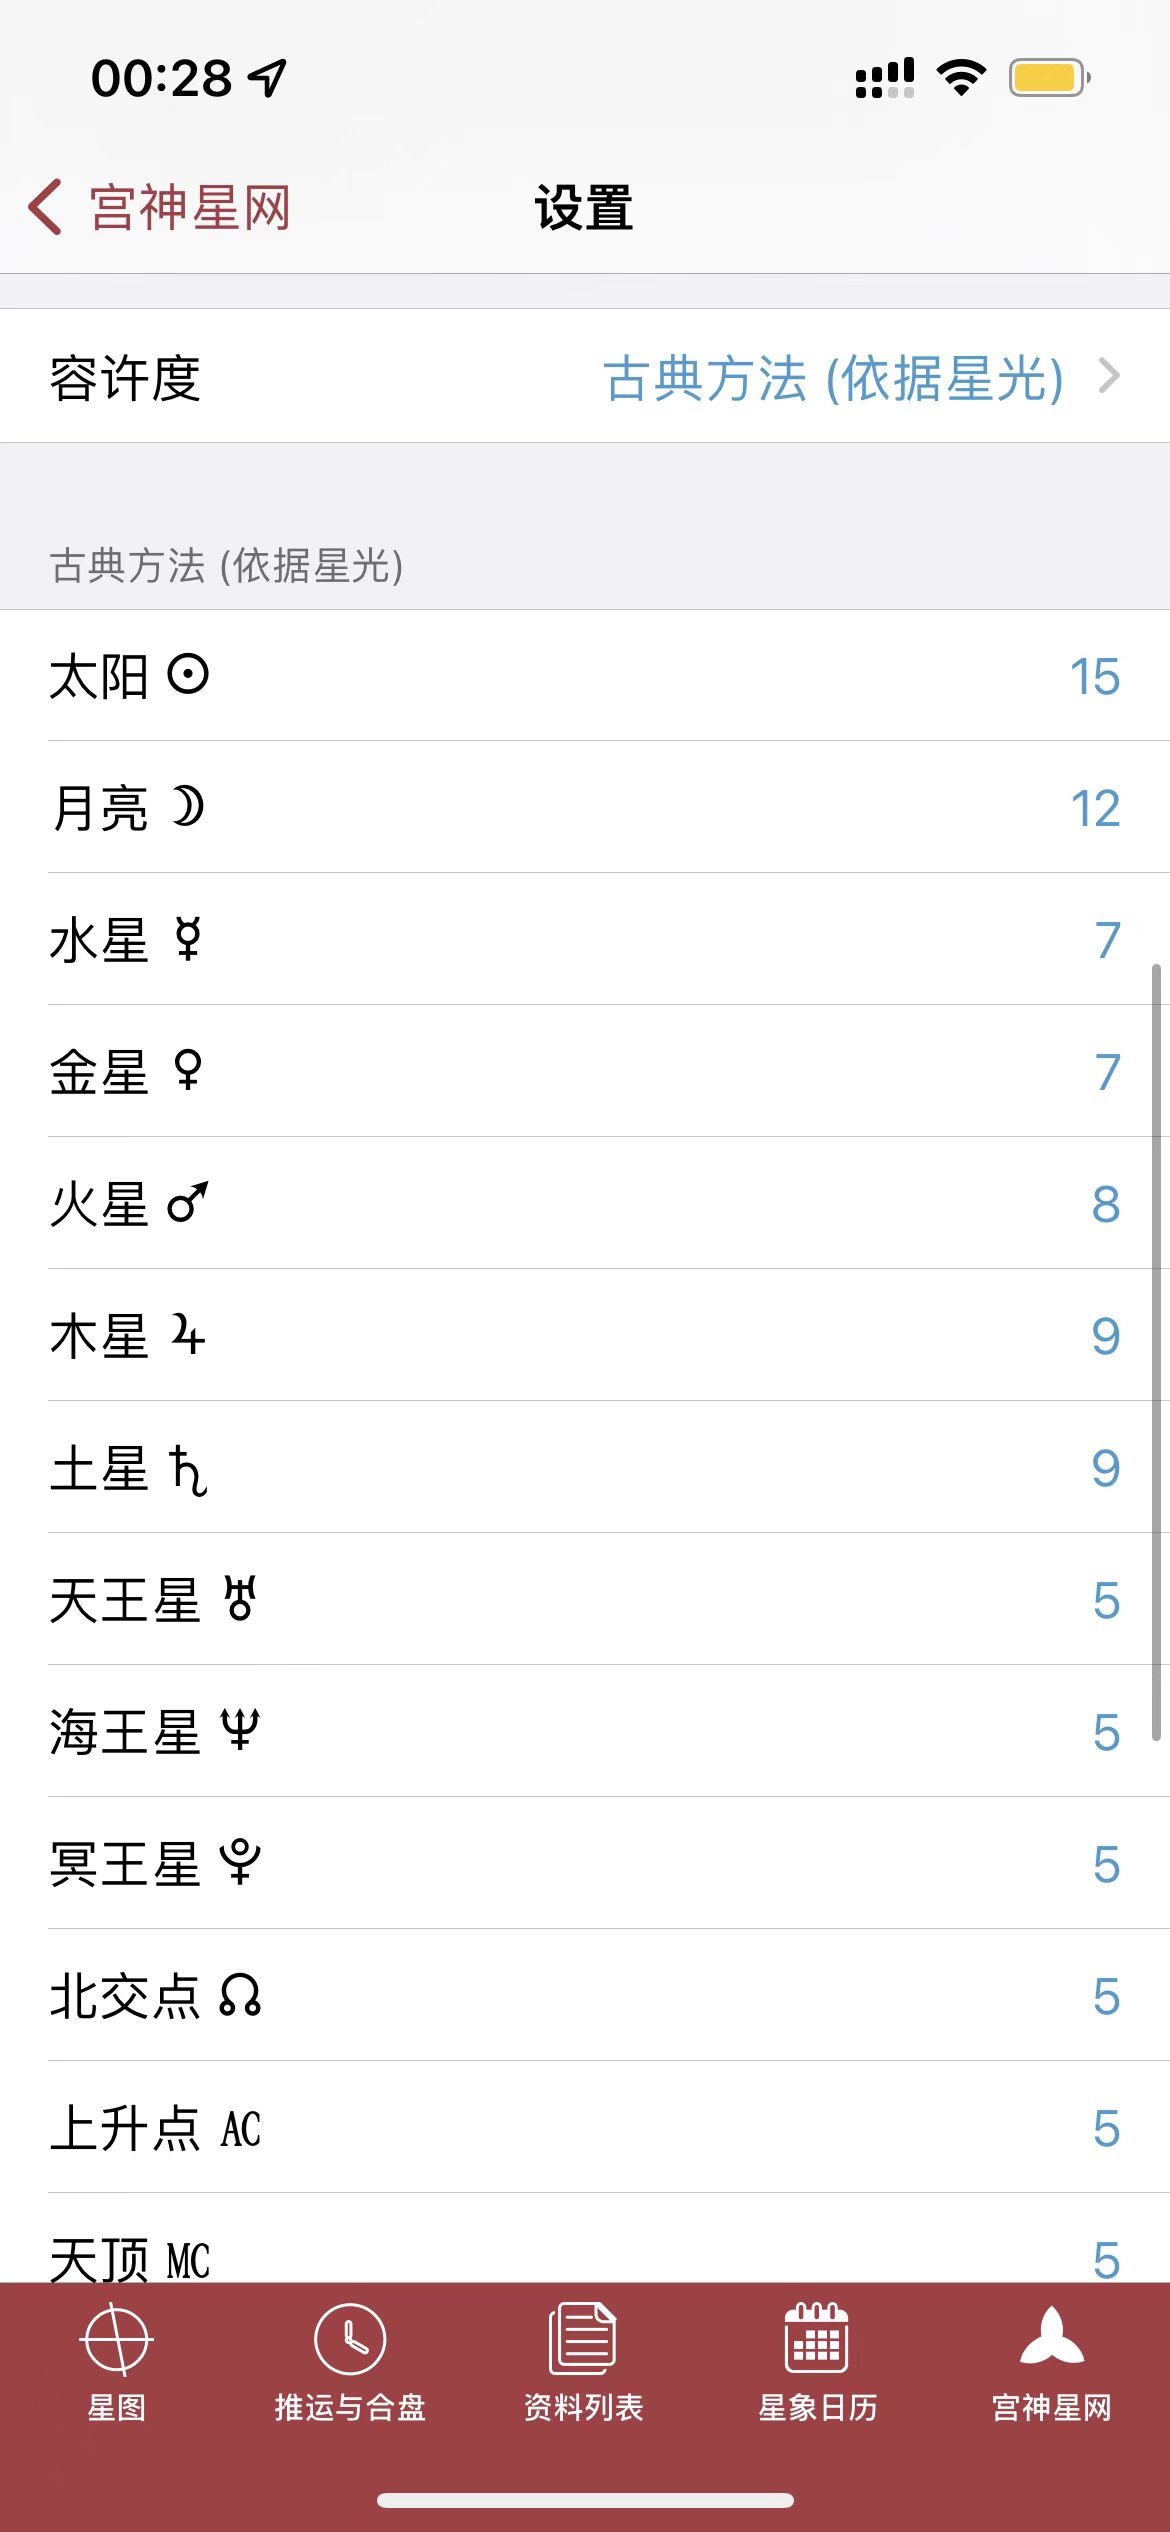 00:28
宫神星网 设置
容许度 古典方法 (依据星光)
古典方法 (依据星光)
太阳 ☉ 15
月亮 ☽ 12
水星 ☿ 7
金星 ♀ 7
火星 ♂ 8
木星 ♃ 9
土星 ♄ 9
天王星 ♅ 5
海王星 ♆ 5
冥王星 ⯓ 5
北交点 ☊ 5
上升点 AC 5
天顶 MC 5
星图 推运与合盘 资料列表 星象日历 宫神星网